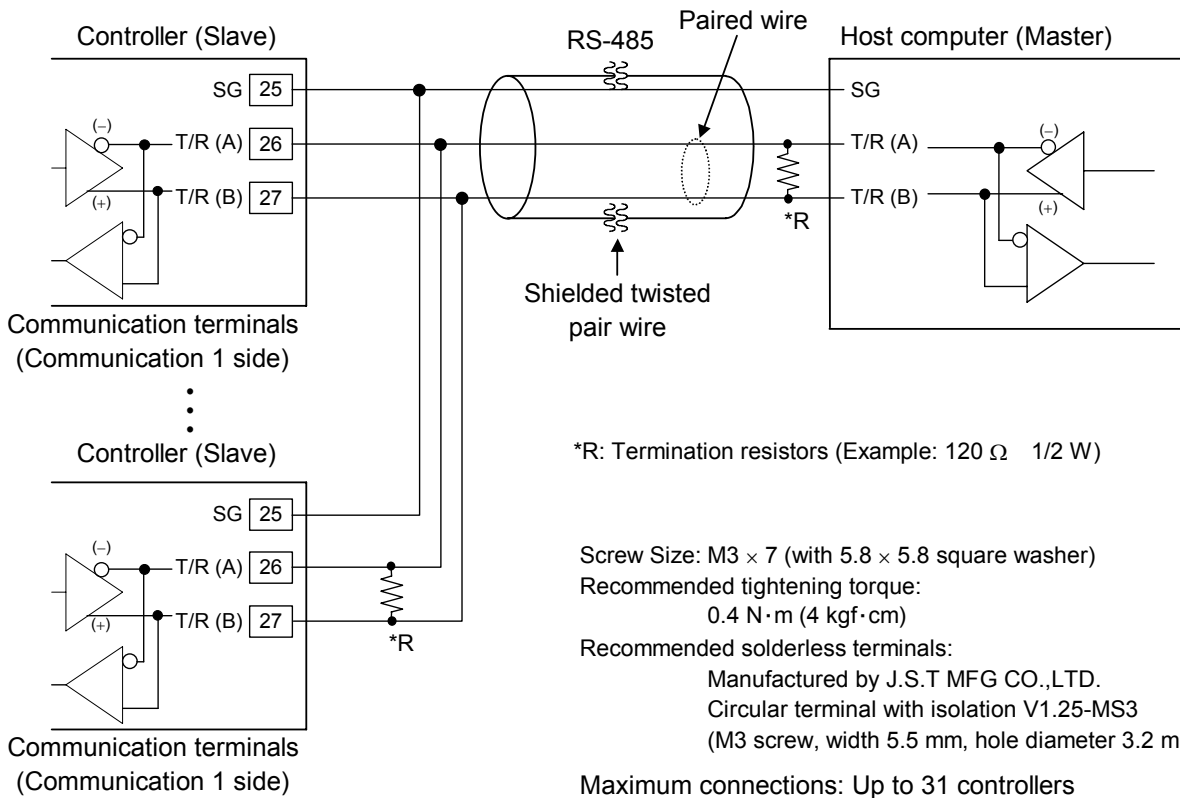 Controller (Slave)
RS-485
Paired wire
Host computer (Master)
SG 25
SG
(−)
T/R (A) 26
T/R (A)
(−)
T/R (B) 27
T/R (B)
(+)
(+)
*R
Shielded twisted
pair wire
Communication terminals
(Communication 1 side)
Controller (Slave)
*R: Termination resistors (Example: 120 Ω 1/2 W)
SG 25
(−)
T/R (A) 26
T/R (B) 27
(+)
*R
Screw Size: M3 × 7 (with 5.8 × 5.8 square washer)
Recommended tightening torque:
0.4 N·m (4 kgf·cm)
Recommended solderless terminals:
Manufactured by J.S.T MFG CO.,LTD.
Circular terminal with isolation V1.25-MS3
(M3 screw, width 5.5 mm, hole diameter 3.2 m
Communication terminals
(Communication 1 side)
Maximum connections: Up to 31 controllers